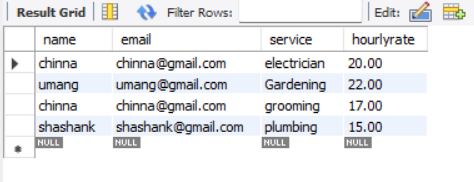 Result Grid Filter Rows: Edit:
name email service hourlyrate
chinna chinna@gmail.com electrician 20.00
umang umang@gmail.com Gardening 22.00
chinna chinna@gmail.com grooming 17.00
shashank shashank@gmail.com plumbing 15.00
NULL NULL NULL NULL